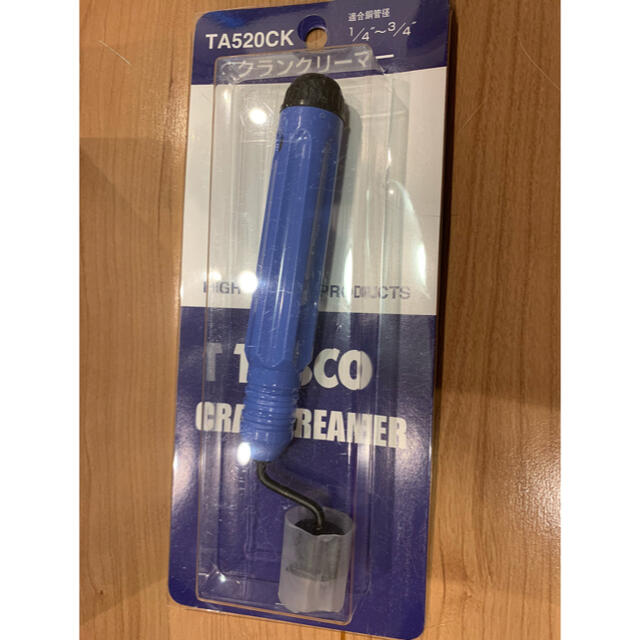 TA520CK
適合銅管径
1/4"～3/4"
クランクリーマー
HIGH PRODUCTS
T SCO
CRA REAMER